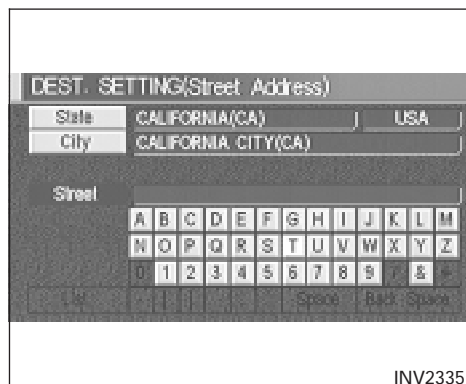 DEST. SETTING(Street Address)
State CALIFORNIA(CA) USA
City CALIFORNIA CITY(CA)
Street
A B C D E F G H I J K L M
N O P Q R S T U V W X Y Z
0 1 2 3 4 5 6 7 8 9 &
List Space Back Space
INV2335